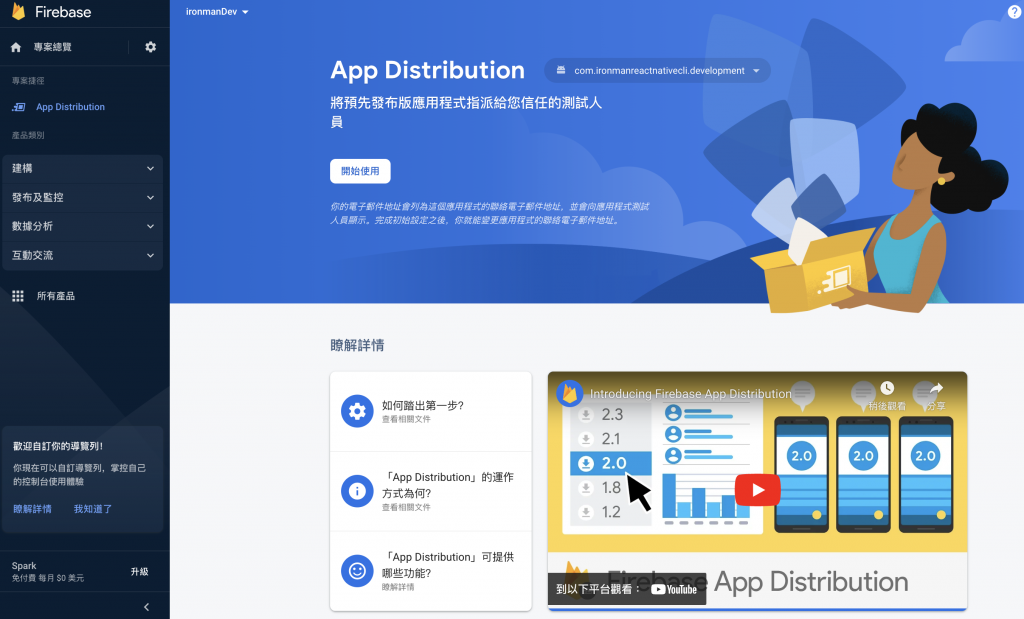 Firebase
專案總覽
專案捷徑
App Distribution
產品類別
建構
發布及監控
數據分析
互動交流
所有產品
歡迎自訂你的導覽列!
你現在可以自訂導覽列，掌控自己
的控制台使用體驗
瞭解詳情 我知道了
Spark
免付費 每月 $0 美元
升級
ironmanDev
?
App Distribution
com.ironmanreactnativecli.development
將預先發布版應用程式指派給您信任的測試人
員
開始使用
你的電子郵件地址會列為這個應用程式的聯絡電子郵件地址，並會向應用程式測試
人員顯示。完成初始設定之後，你就能變更應用程式的聯絡電子郵件地址。
瞭解詳情
如何踏出第一步?
查看相關文件
「App Distribution」的運作
方式為何?
查看相關文件
「App Distribution」可提供
哪些功能?
瞭解詳情
Introducing Firebase App Distribution
稍後觀看
分享
2.3
2.1
2.0
1.8
1.2
2.0
2.0
2.0
Firebase App Distribution
到以下平台觀看：
YouTube